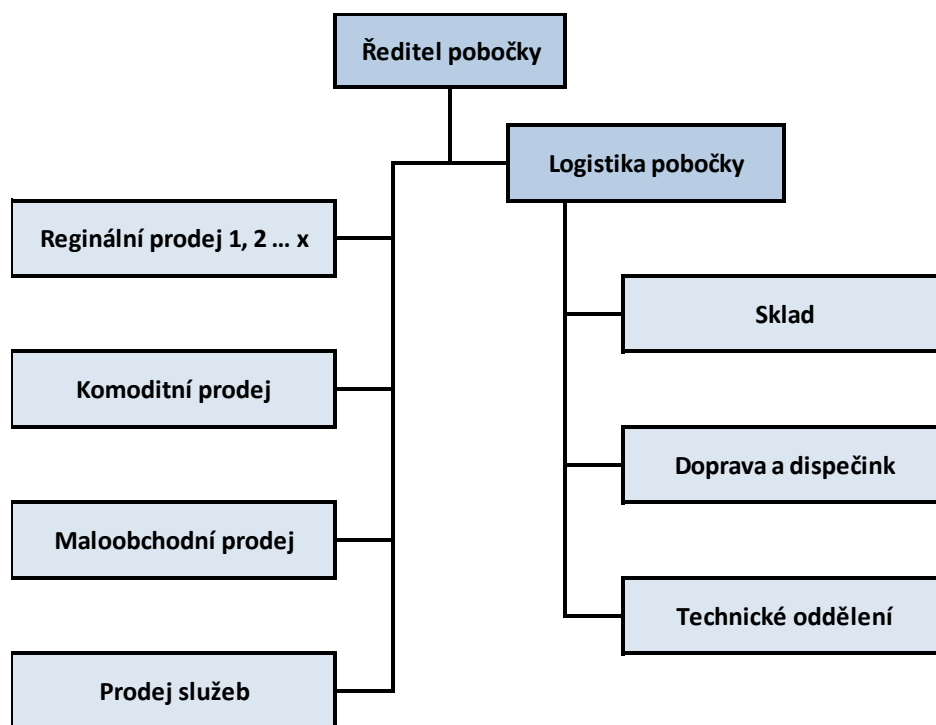 Ředitel pobočky
Logistika pobočky
Reginální prodej 1, 2 … x
Sklad
Komoditní prodej
Doprava a dispečink
Maloobchodní prodej
Technické oddělení
Prodej služeb